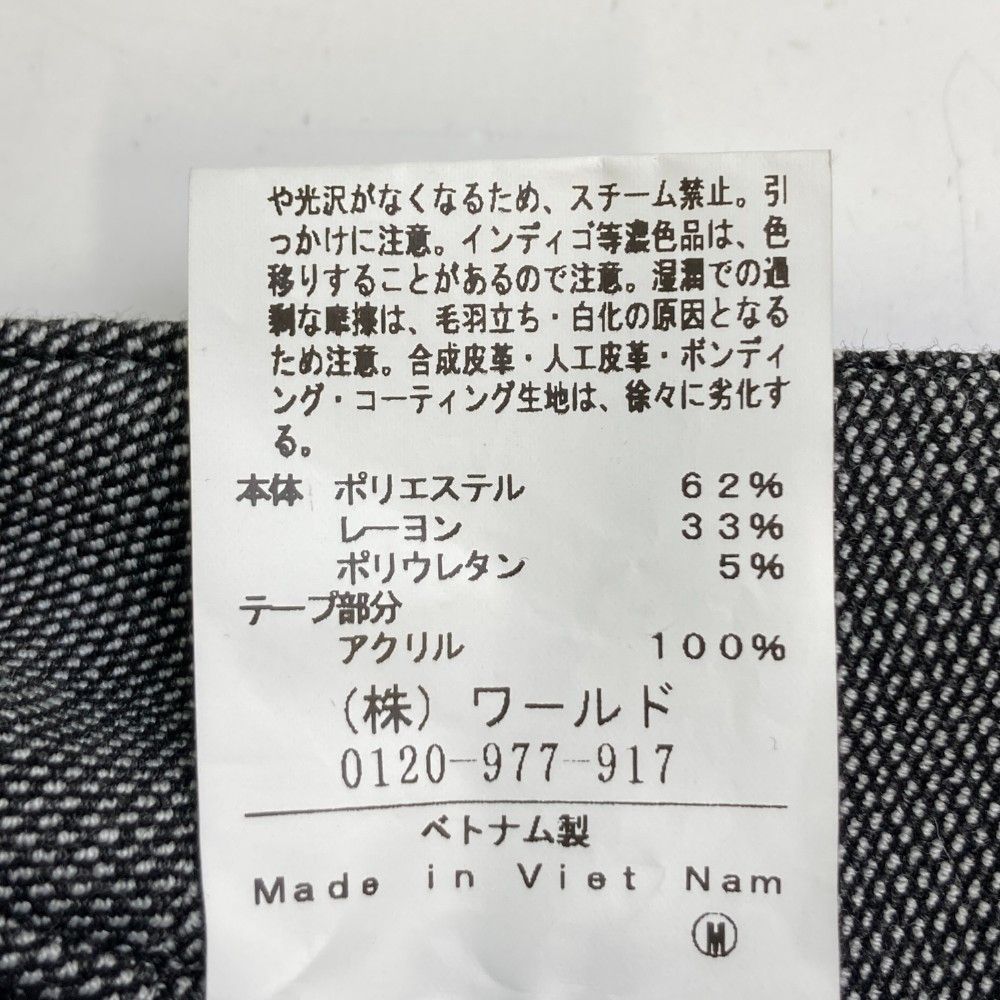 や光沢がなくなるため、スチーム禁止。引
っかけに注意。インディゴ等濃色品は、色
移りすることがあるので注意。湿潤での過
剰な摩擦は、毛羽立ち・白化の原因となる
ため注意。合成皮革・人工皮革・ボンディ
ング・コーティング生地は、徐々に劣化す
る。
本体 ポリエステル 62%
レーヨン 33%
ポリウレタン 5%
テープ部分
アクリル 100%
(株)ワールド
0120-977-917
ベトナム製
Made in Viet Nam
M